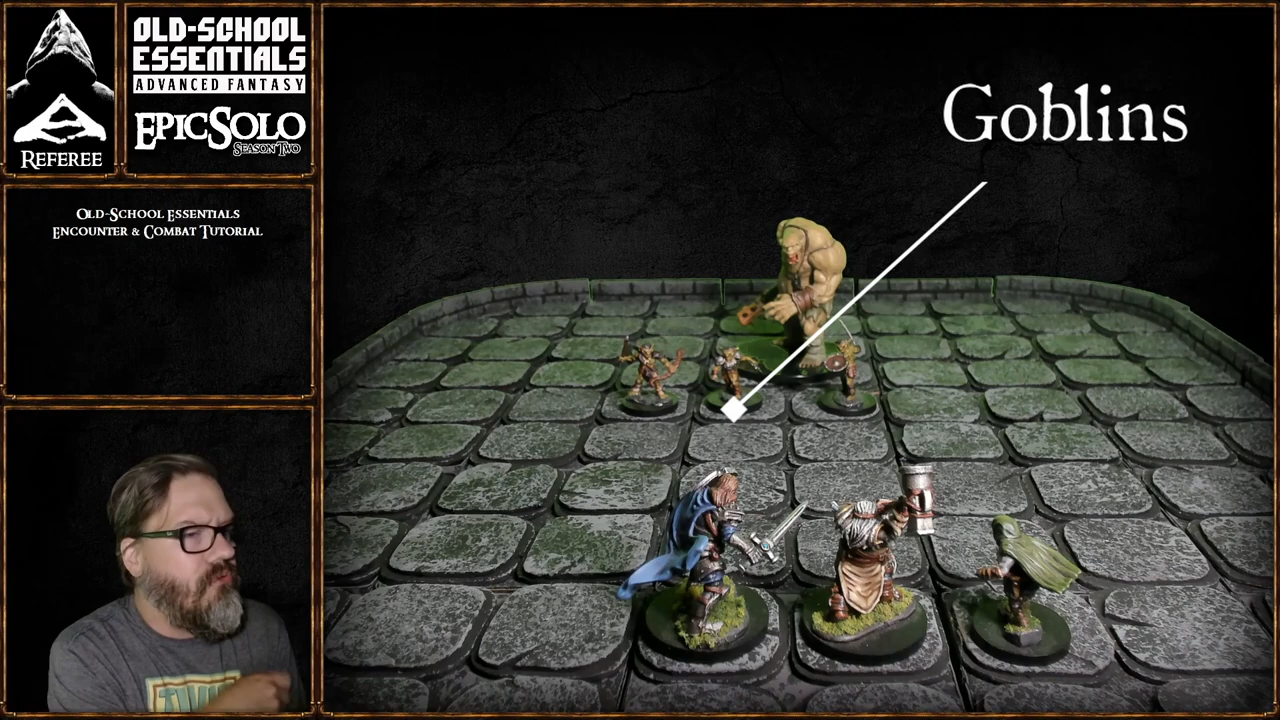 REFEREE
OLD-SCHOOL
ESSENTIALS
ADVANCED FANTASY
EPICSOLO
SEASON TWO
OLD-SCHOOL ESSENTIALS
ENCOUNTER & COMBAT TUTORIAL
Goblins